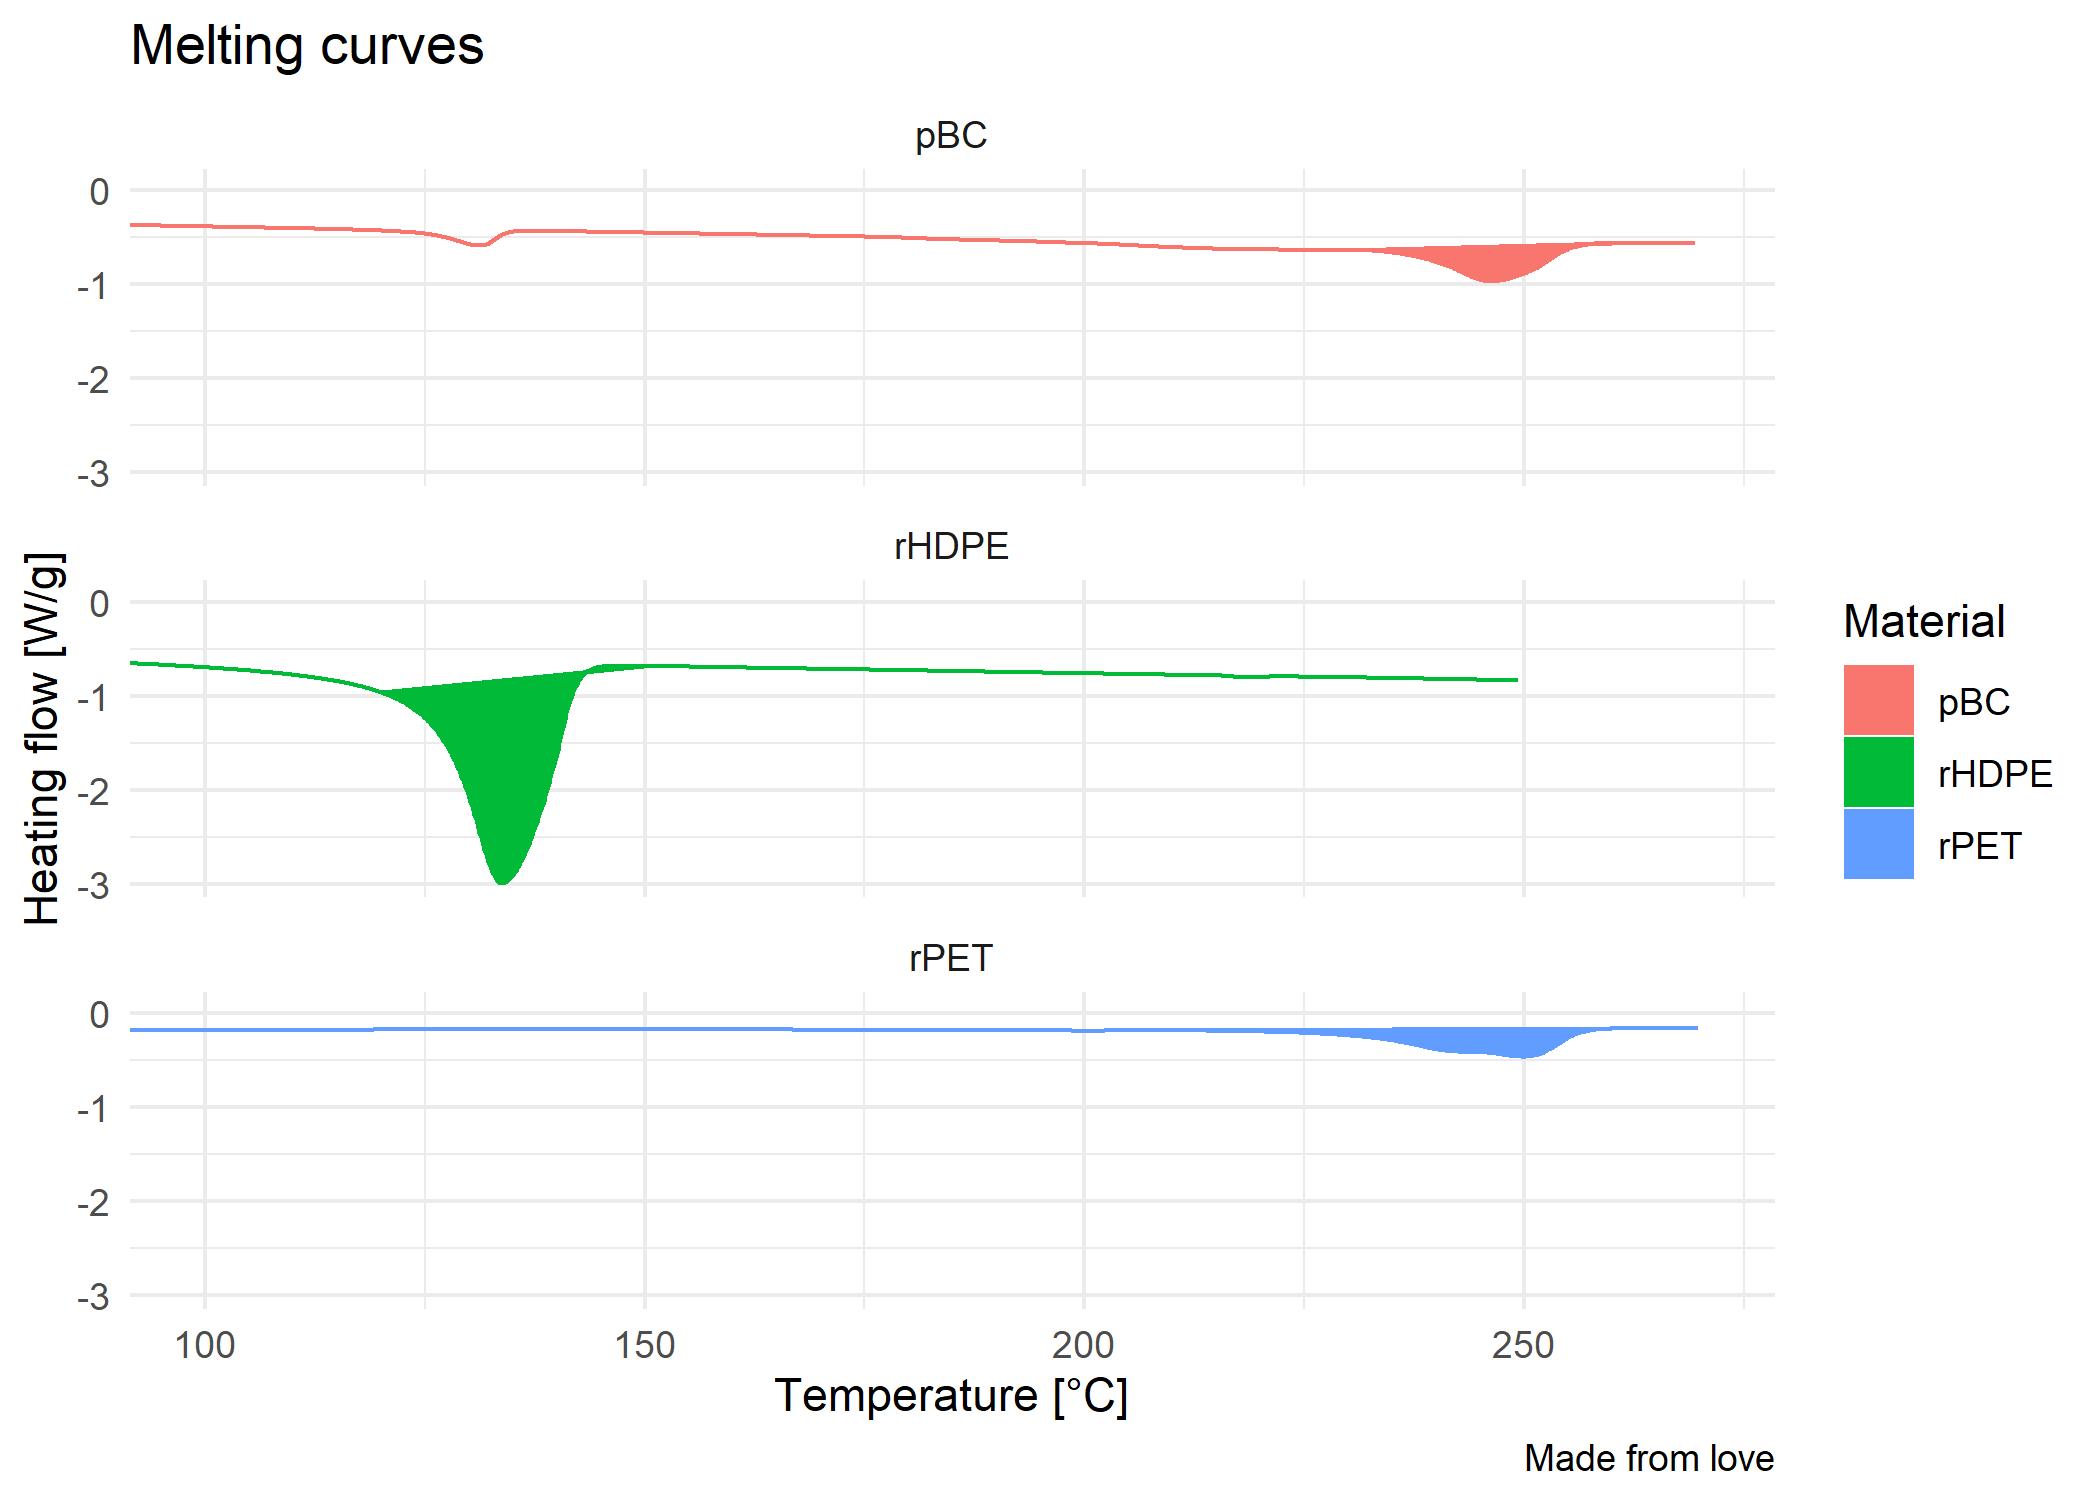 Melting curves
pBC
0
-1
-2
-3
rHDPE
0
-1
-2
-3
rPET
0
-1
-2
-3
100 150 200 250
Temperature [°C]
Heating flow [W/g]
Material
pBC
rHDPE
rPET
Made from love